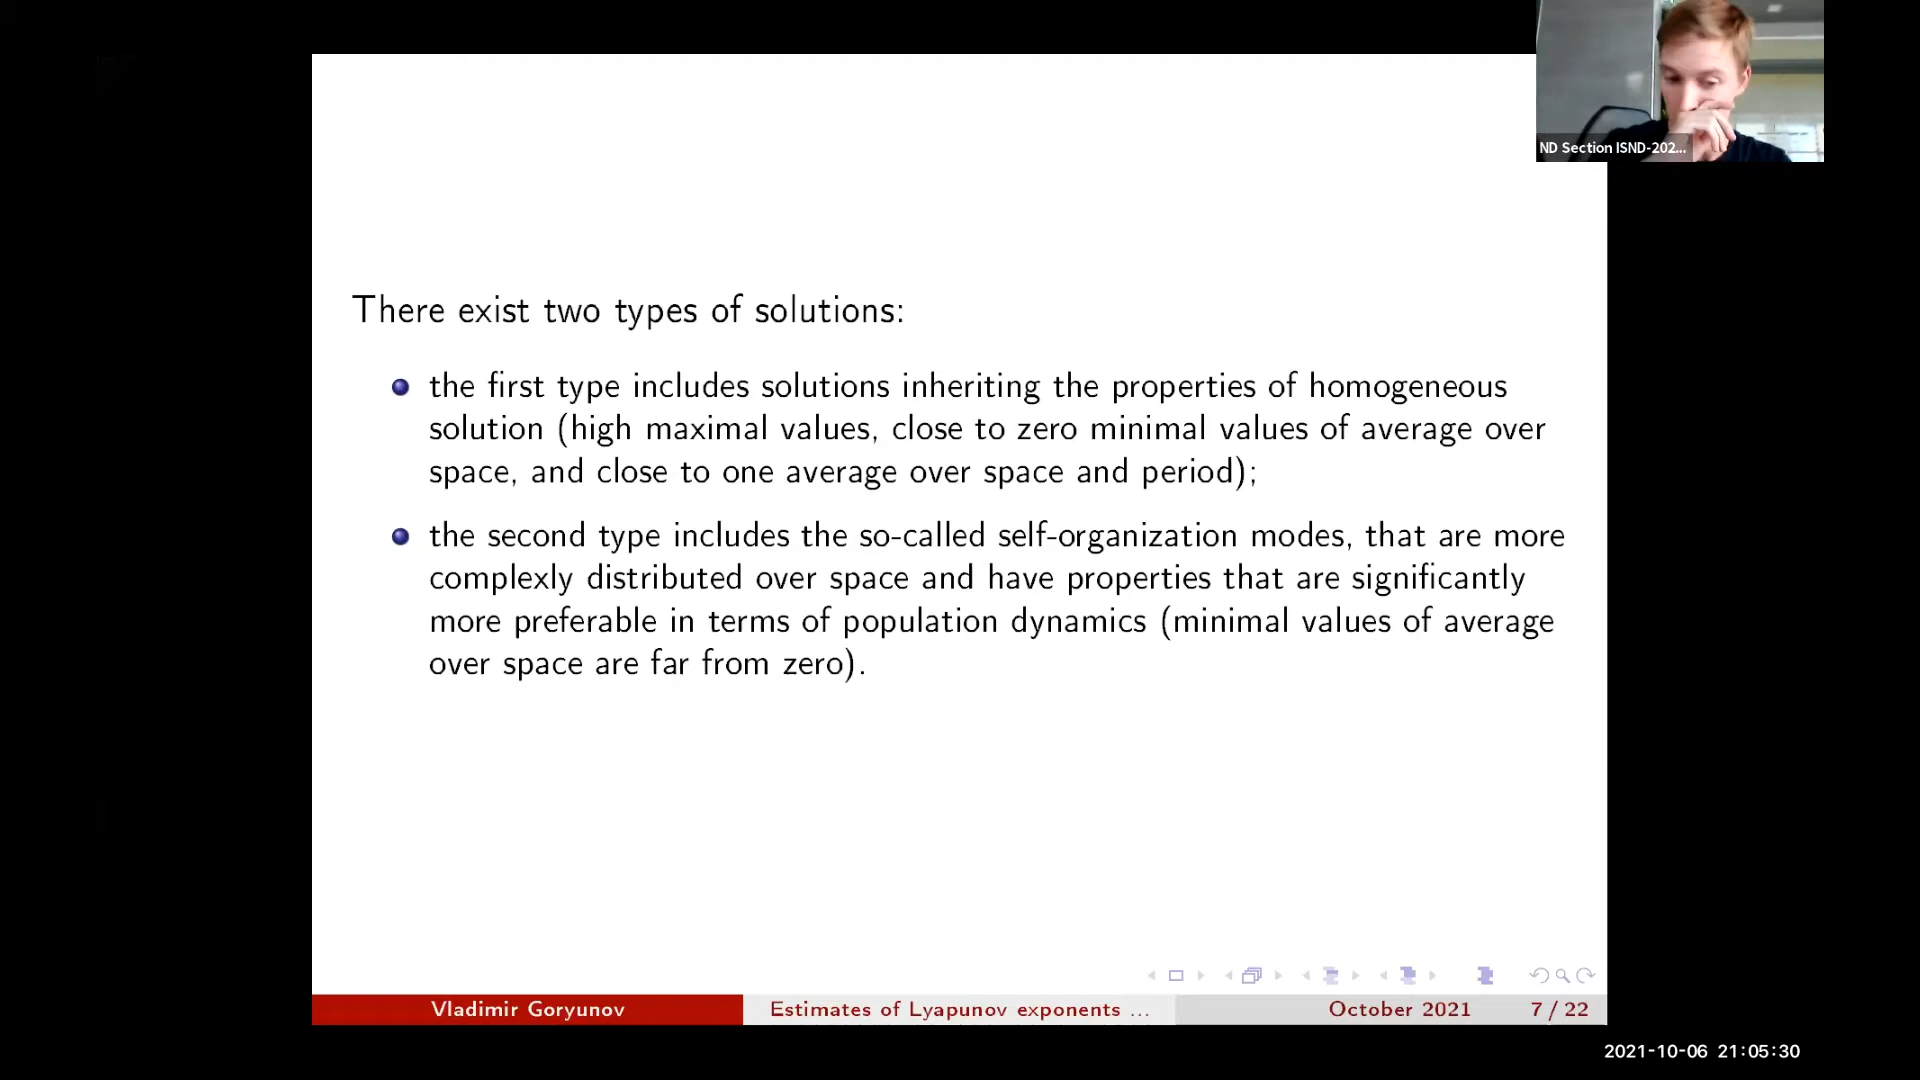 ND Section ISND-202...
There exist two types of solutions:
the first type includes solutions inheriting the properties of homogeneous
solution (high maximal values, close to zero minimal values of average over
space, and close to one average over space and period);
the second type includes the so-called self-organization modes, that are more
complexly distributed over space and have properties that are significantly
more preferable in terms of population dynamics (minimal values of average
over space are far from zero).
Vladimir Goryunov Estimates of Lyapunov exponents ... October 2021 7 / 22
2021-10-06 21:05:30